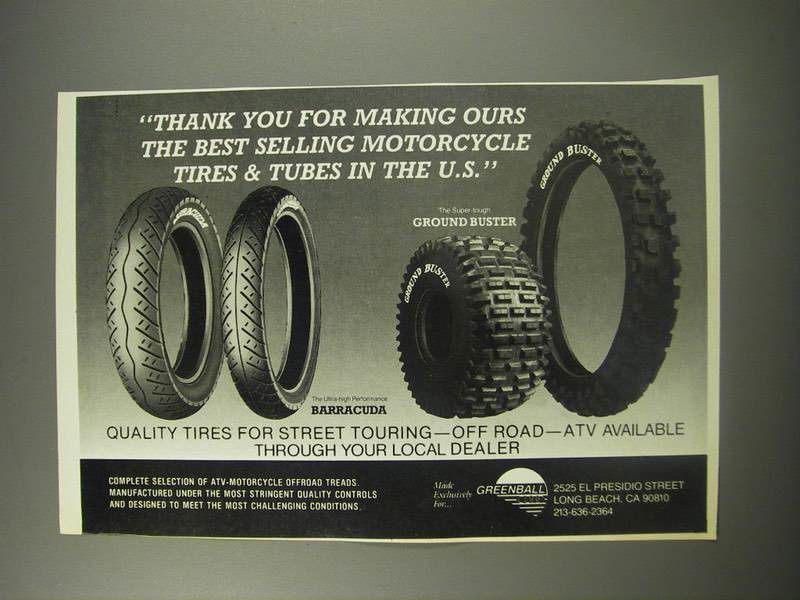 "THANK YOU FOR MAKING OURS
THE BEST SELLING MOTORCYCLE
TIRES & TUBES IN THE U.S."
BARRACUDA
The Super-tough
GROUND BUSTER
GROUND BUSTER
GROUND BUSTER
The Ultra-high Performance
BARRACUDA
QUALITY TIRES FOR STREET TOURING—OFF ROAD—ATV AVAILABLE
THROUGH YOUR LOCAL DEALER
COMPLETE SELECTION OF ATV-MOTORCYCLE OFFROAD TREADS.
MANUFACTURED UNDER THE MOST STRINGENT QUALITY CONTROLS
AND DESIGNED TO MEET THE MOST CHALLENGING CONDITIONS.
Made
Exclusively
For...
GREENBALL
2525 EL PRESIDIO STREET
LONG BEACH, CA 90810
213-636-2364